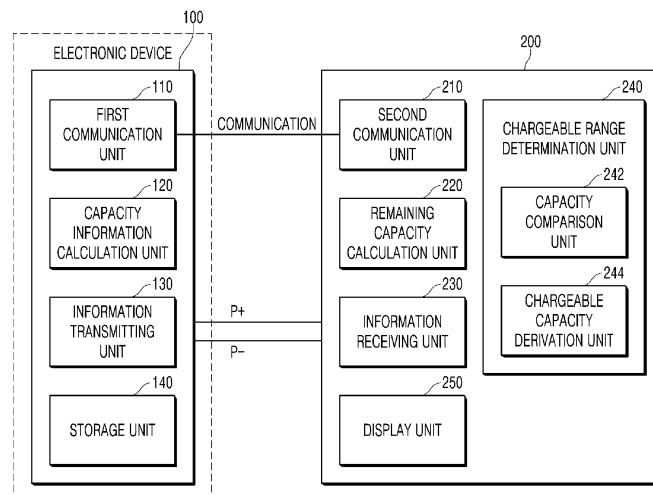 100
ELECTRONIC DEVICE
110
FIRST
COMMUNICATION
UNIT
120
CAPACITY
INFORMATION
CALCULATION UNIT
130
INFORMATION
TRANSMITTING
UNIT
140
STORAGE UNIT
COMMUNICATION
P+
P-
200
210
SECOND
COMMUNICATION
UNIT
220
REMAINING
CAPACITY
CALCULATION UNIT
230
INFORMATION
RECEIVING UNIT
250
DISPLAY UNIT
240
CHARGEABLE RANGE
DETERMINATION UNIT
242
CAPACITY
COMPARISON
UNIT
244
CHARGEABLE
CAPACITY
DERIVATION UNIT